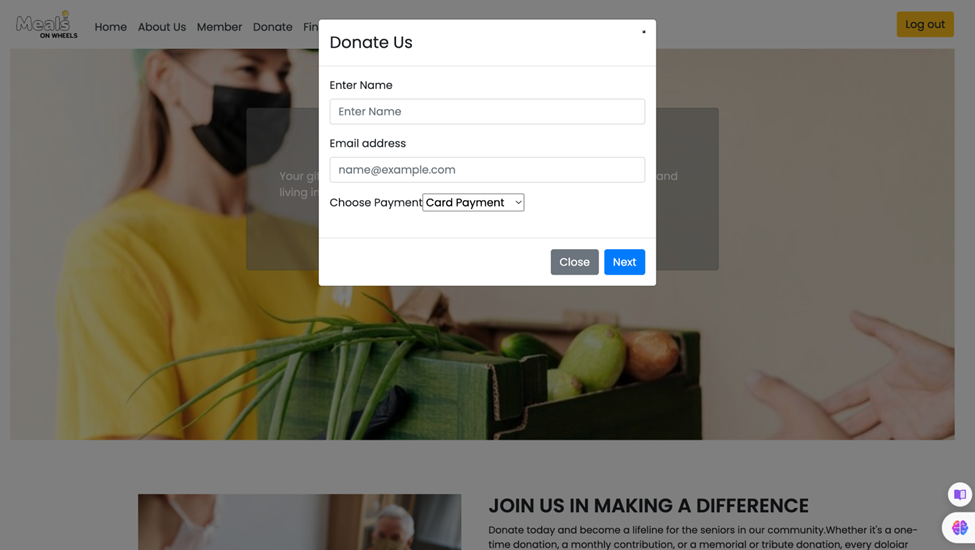 Meals
ON WHEELS
Home About Us Member Donate Fin
Log out
Donate Us
Enter Name
Enter Name
Email address
name@example.com
Choose Payment Card Payment
Close Next
Your gif and
living in
JOIN US IN MAKING A DIFFERENCE
Donate today and become a lifeline for the seniors in our community.Whether it's a one-
time donation, a monthly contribution, or a memorial or tribute donation, every doloiar